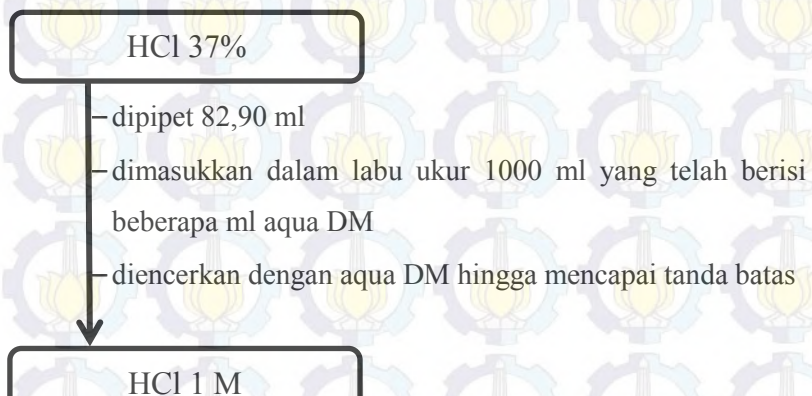 HCl 37%
–dipipet 82,90 ml
–dimasukkan dalam labu ukur 1000 ml yang telah berisi
beberapa ml aqua DM
–diencerkan dengan aqua DM hingga mencapai tanda batas
HCl 1 M